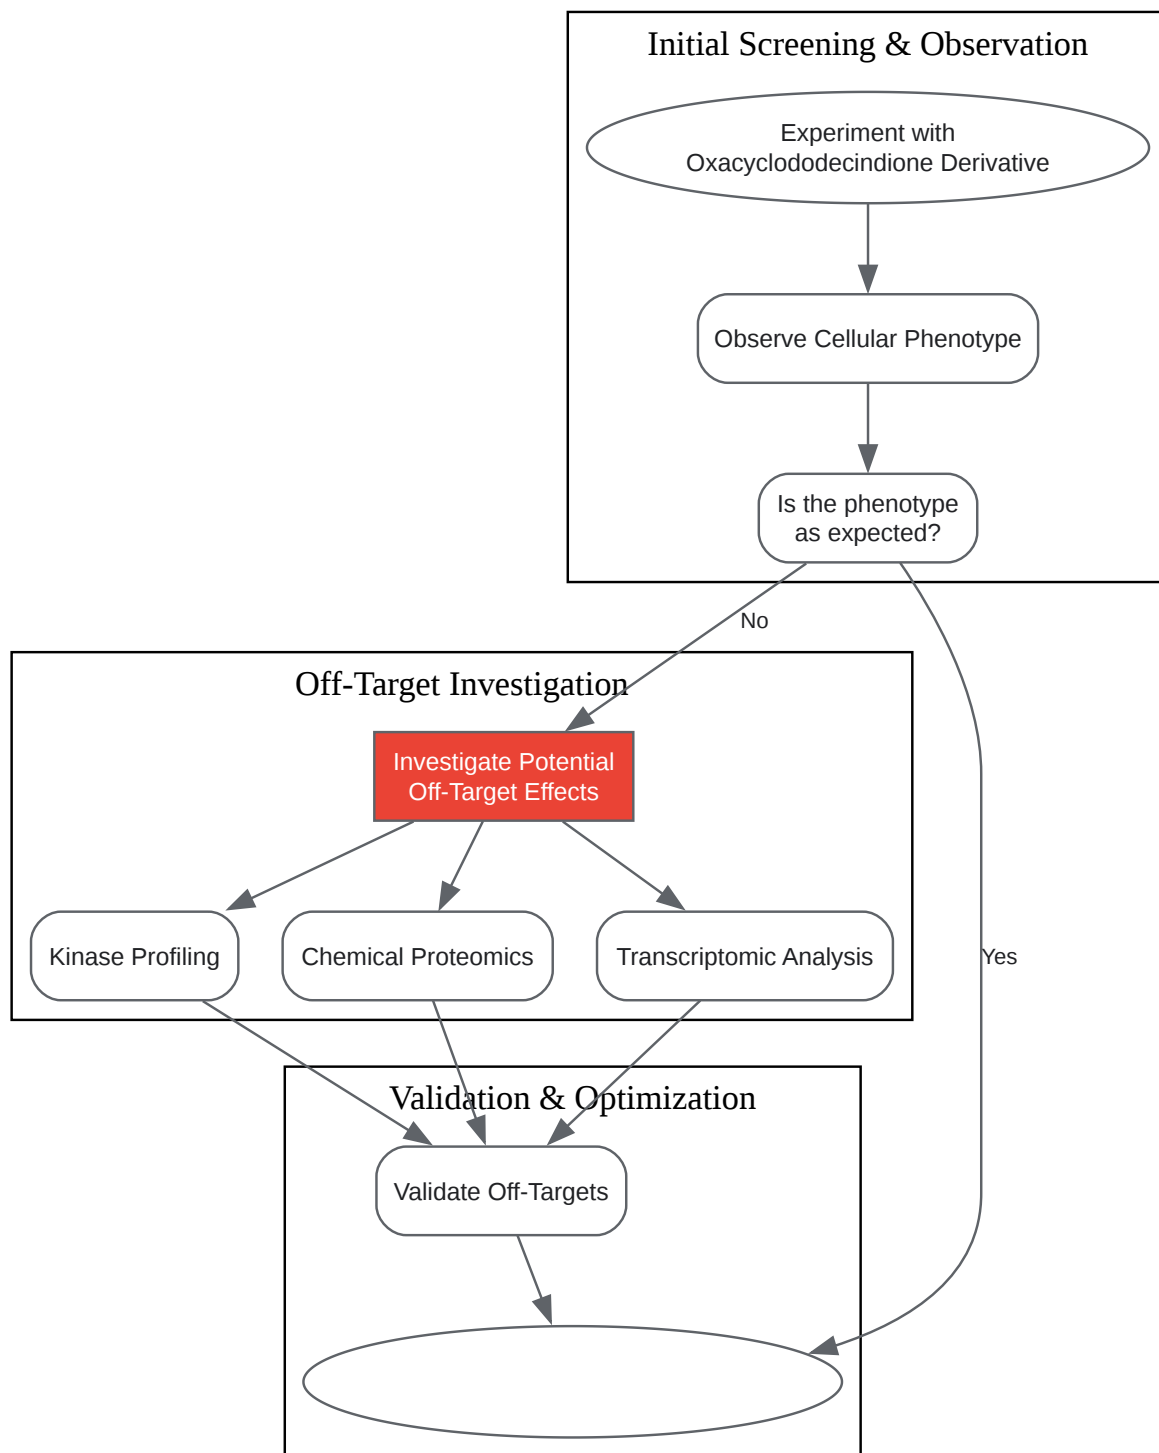 Initial Screening & Observation
Experiment with
Oxacyclododecindione Derivative
Observe Cellular Phenotype
Is the phenotype
as expected?
No
Off-Target Investigation
Investigate Potential
Off-Target Effects
Kinase Profiling
Chemical Proteomics
Transcriptomic Analysis
Yes
Validation & Optimization
Validate Off-Targets